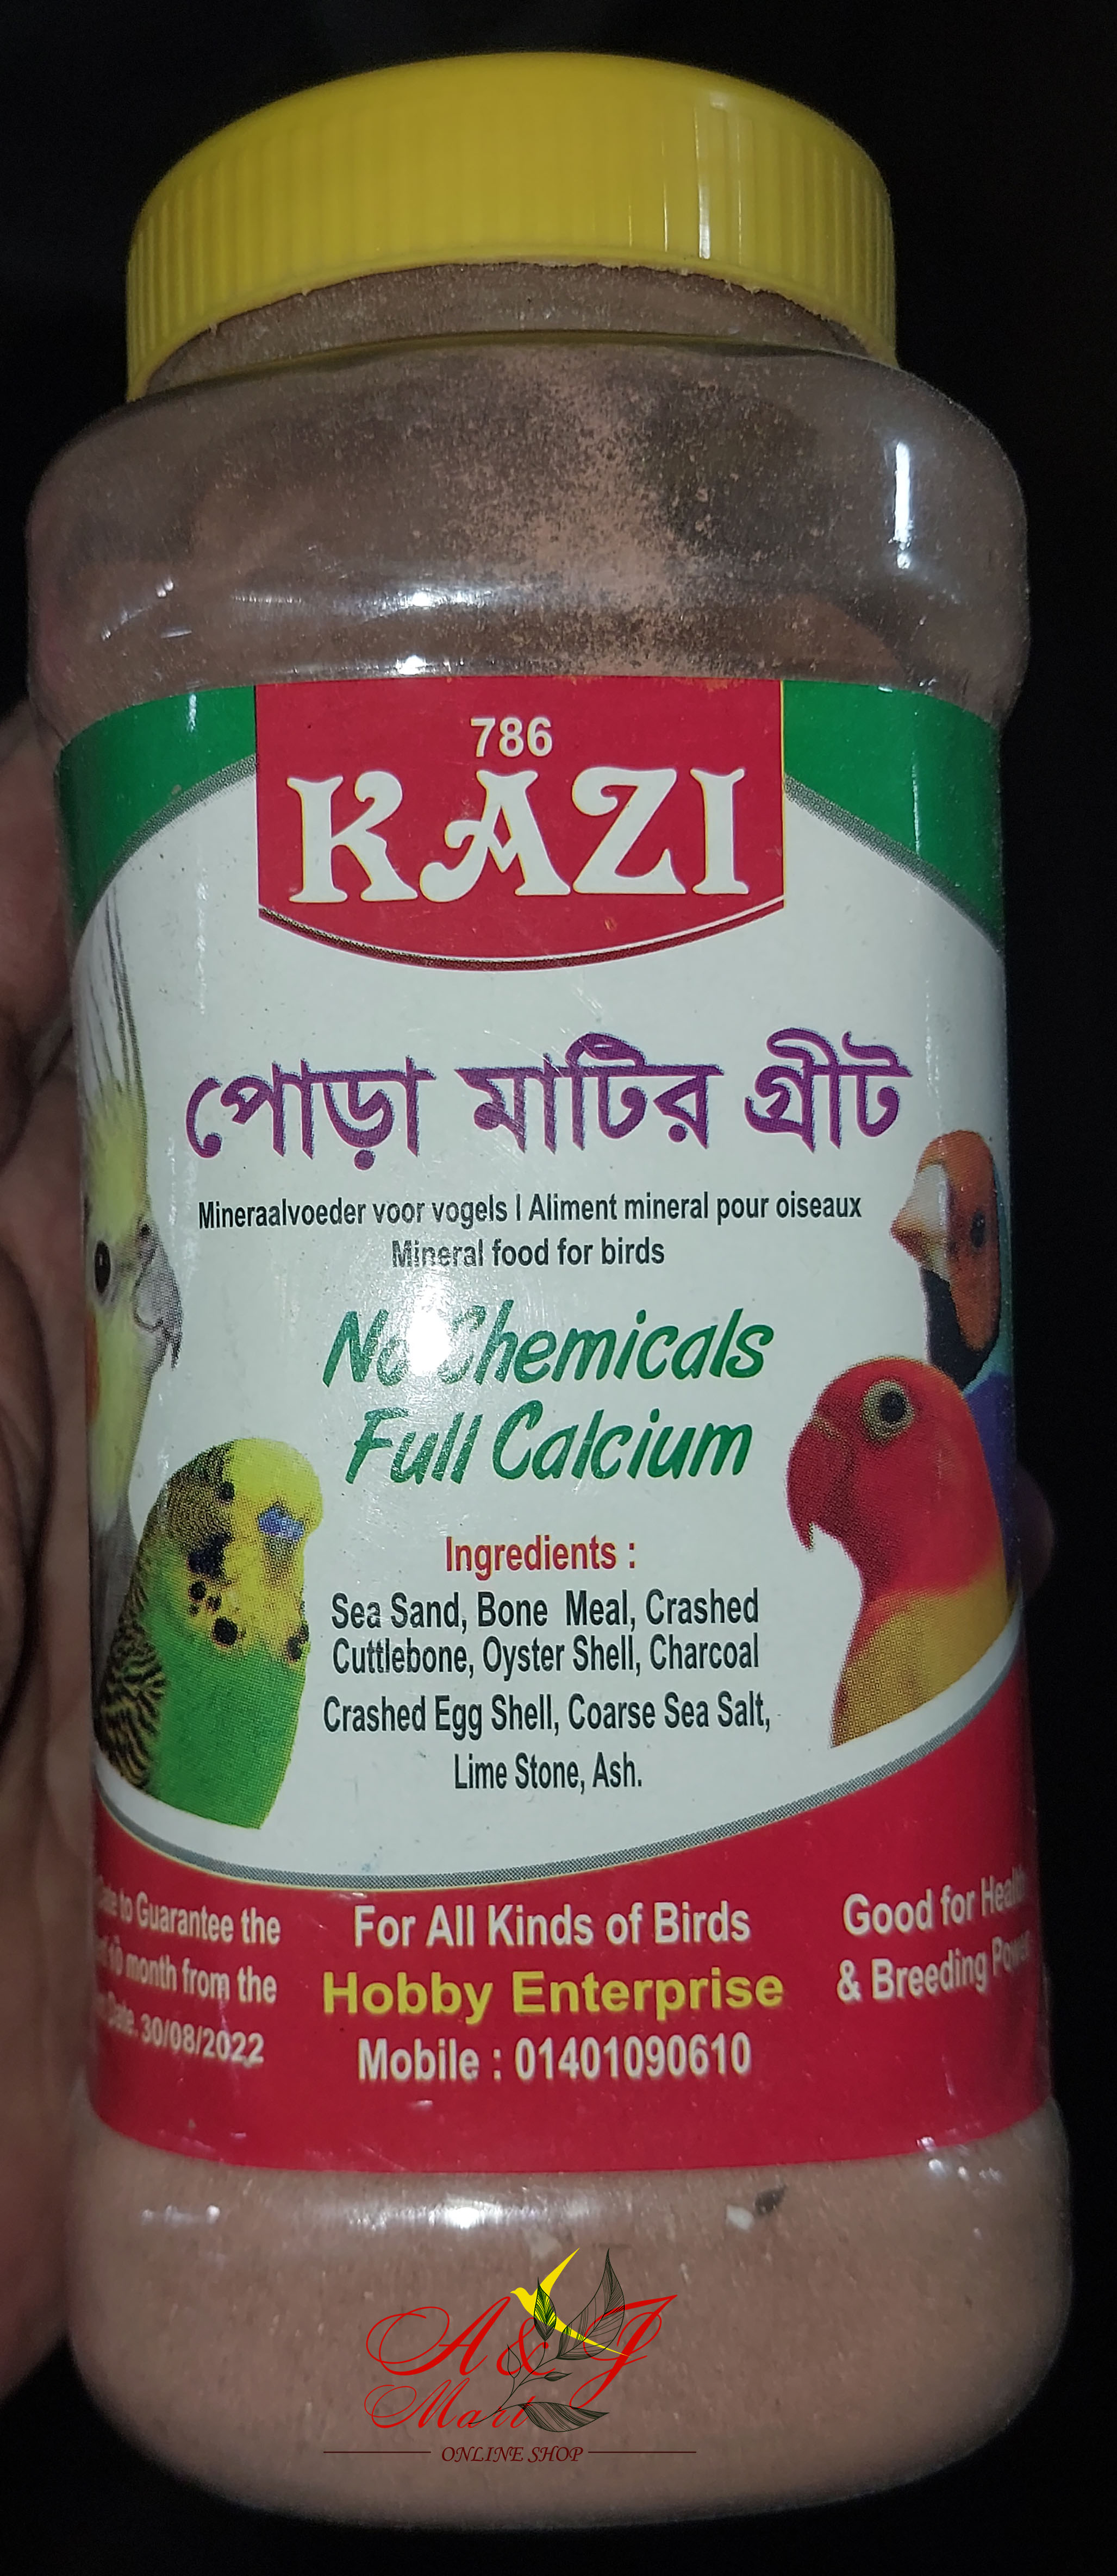 786
KAZI
পোড়া মাটির গ্রীট
Mineraalvoeder voor vogels | Aliment mineral pour oiseaux
Mineral food for birds
No Chemicals
Full Calcium
Ingredients :
Sea Sand, Bone Meal, Crashed
Cuttlebone, Oyster Shell, Charcoal
Crashed Egg Shell, Coarse Sea Salt,
Lime Stone, Ash.
to Guarantee the
month from the
Date. 30/08/2022
For All Kinds of Birds
Hobby Enterprise
Mobile : 01401090610
Good for Health
& Breeding Power
A & J
Mart
ONLINE SHOP